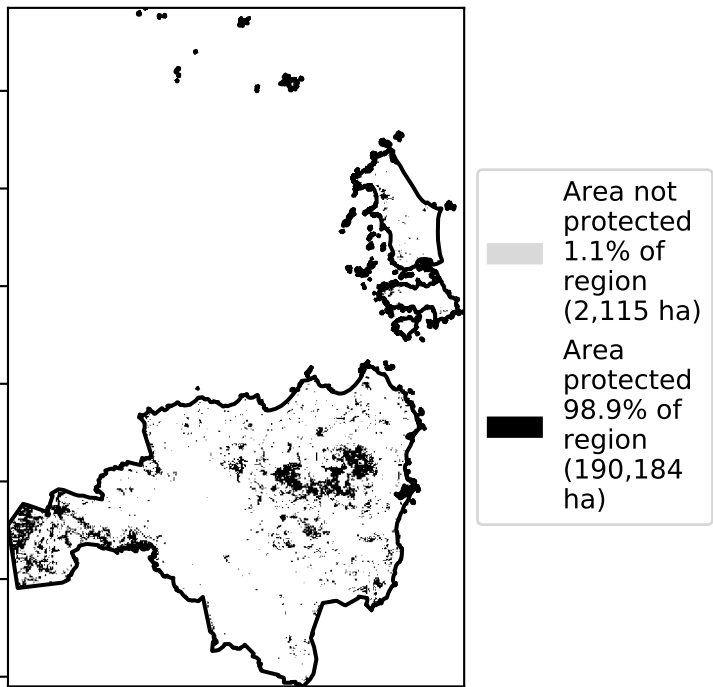 Area not
protected
1.1% of
region
(2,115 ha)
Area
protected
98.9% of
region
(190,184
ha)